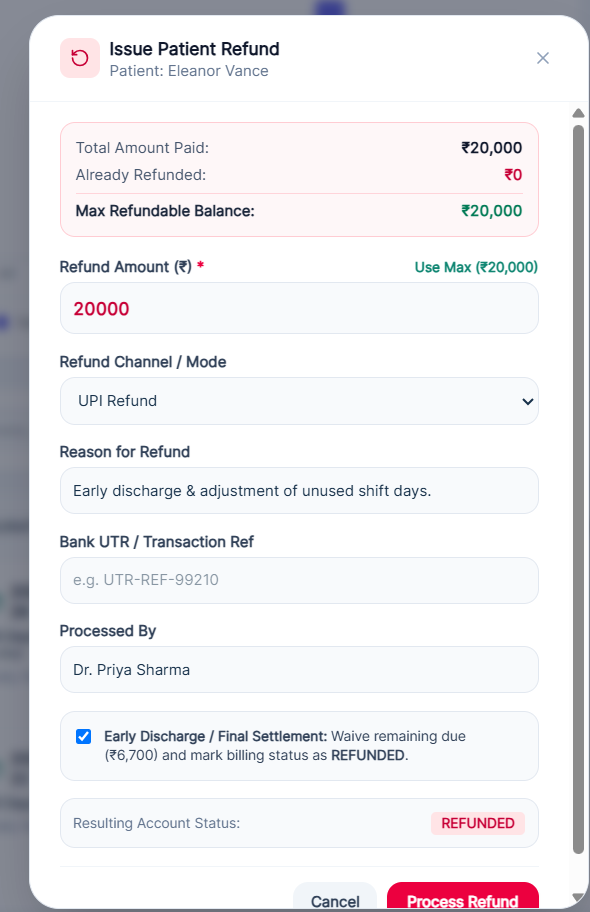 Issue Patient Refund
Patient: Eleanor Vance
Total Amount Paid: ₹20,000
Already Refunded: ₹0
Max Refundable Balance: ₹20,000
Refund Amount (₹) * Use Max (₹20,000)
20000
Refund Channel / Mode
UPI Refund
Reason for Refund
Early discharge & adjustment of unused shift days.
Bank UTR / Transaction Ref
e.g. UTR-REF-99210
Processed By
Dr. Priya Sharma
Early Discharge / Final Settlement: Waive remaining due
(₹6,700) and mark billing status as REFUNDED.
Resulting Account Status: REFUNDED
Cancel Process Refund